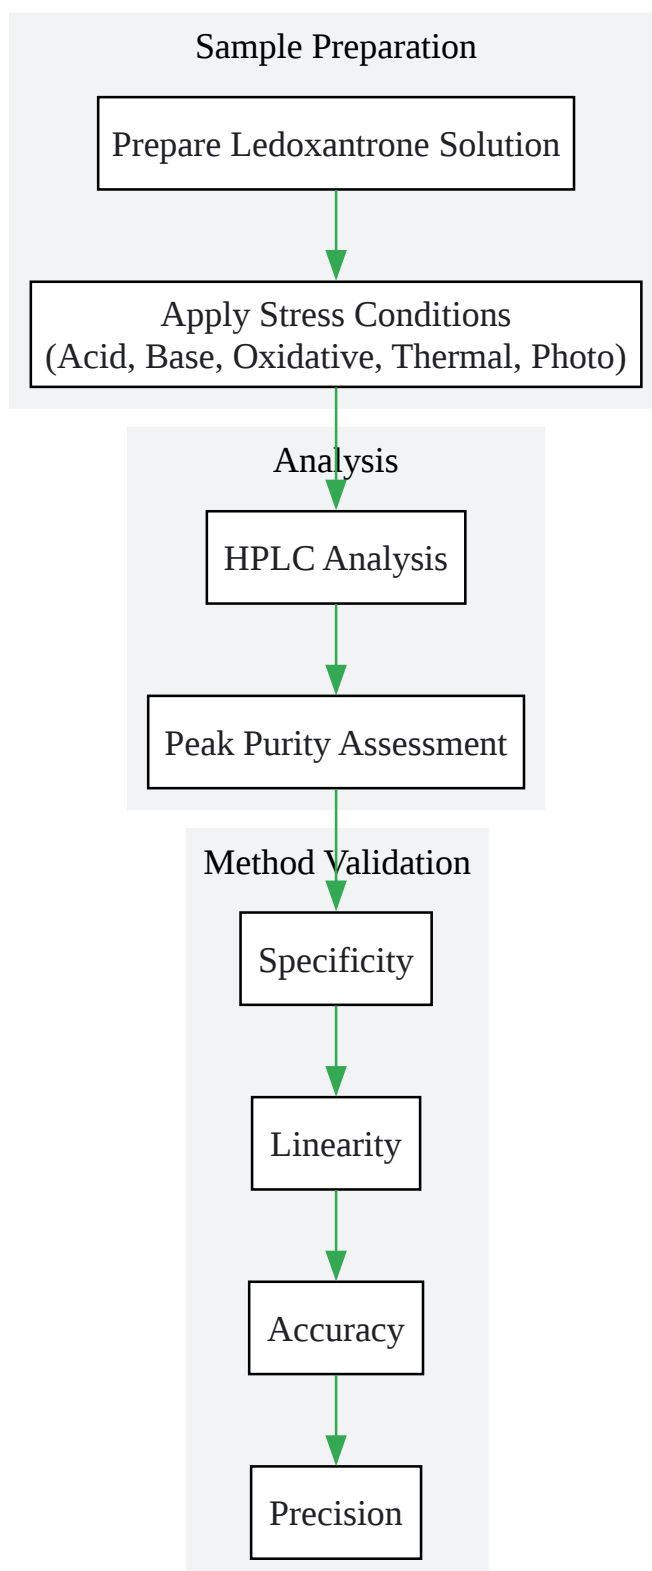 Sample Preparation
Prepare Ledoxantrone Solution
Apply Stress Conditions
(Acid, Base, Oxidative, Thermal, Photo)
Analysis
HPLC Analysis
Peak Purity Assessment
Method Validation
Specificity
Linearity
Accuracy
Precision